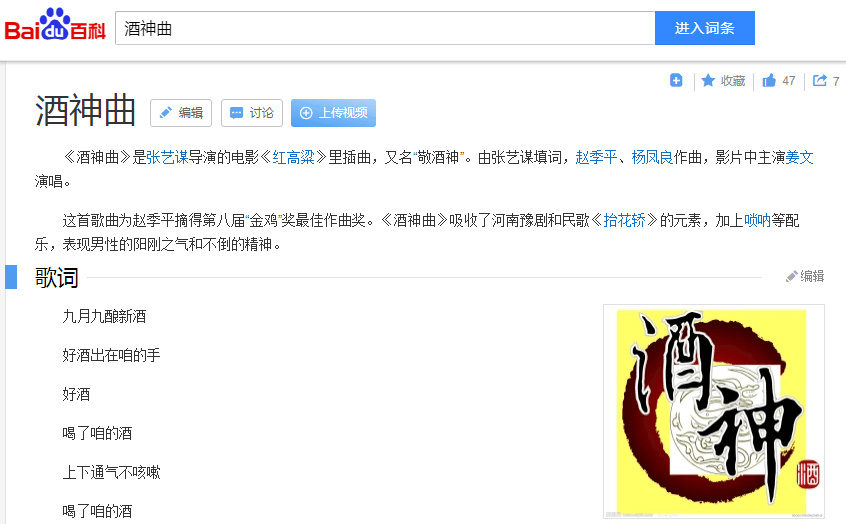 Baidu百科
酒神曲
进入词条
收藏 47 7
酒神曲 编辑 讨论 上传视频
《酒神曲》是张艺谋导演的电影《红高粱》里插曲，又名“敬酒神”。由张艺谋填词，赵季平、杨凤良作曲，影片中主演姜文
演唱。
这首歌曲为赵季平摘得第八届“金鸡”奖最佳作曲奖。《酒神曲》吸收了河南豫剧和民歌《抬花轿》的元素，加上唢呐等配
乐，表现男性的阳刚之气和不倒的精神。
歌词 编辑
九月九酿新酒
好酒出在咱的手
好酒
喝了咱的酒
上下通气不咳嗽
喝了咱的酒
酒神
酒